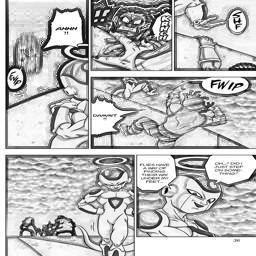 AHHH
!!
FWIP
FWIP
DAMMIT
!!
FLIES HAVE
A WAY OF
FINDING
THEIR WAY
UNDER MY
FEET...
OH...? DID I
JUST STEP
ON SOME-
THING?